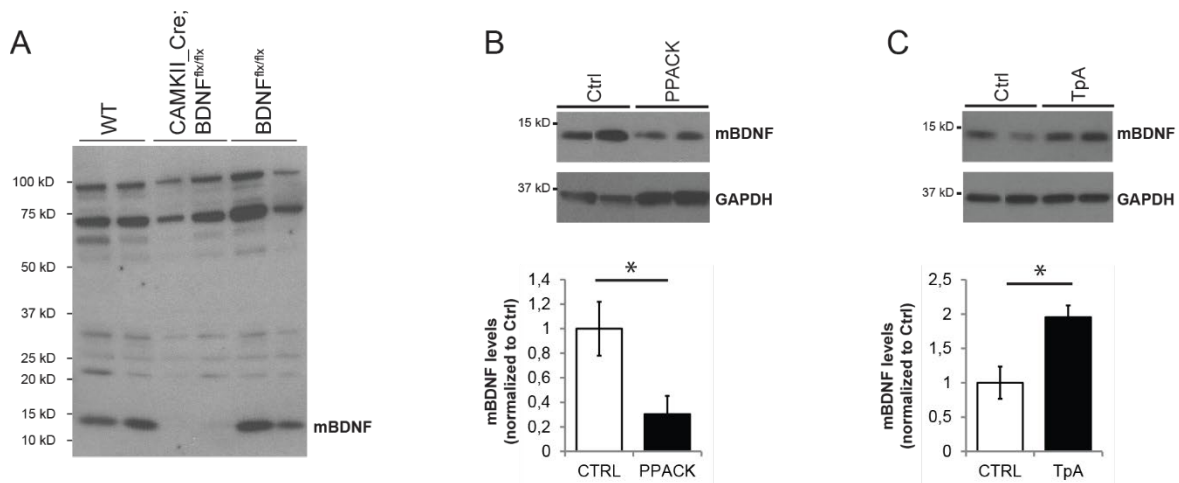 A
WT
CAMKII_Cre;
BDNFflx/flx
BDNFflx/flx
100 kD
75 kD
50 kD
37 kD
25 kD
20 kD
15 kD
10 kD
mBDNF
B
Ctrl
PPACK
15 kD
mBDNF
37 kD
GAPDH
mBDNF levels
(normalized to Ctrl)
1,4
1,2
1
0,8
0,6
0,4
0,2
0
*
CTRL
PPACK
C
Ctrl
TpA
15 kD
mBDNF
37 kD
GAPDH
mBDNF levels
(normalized to Ctrl)
2,5
2
1,5
1
0,5
0
*
CTRL
TpA